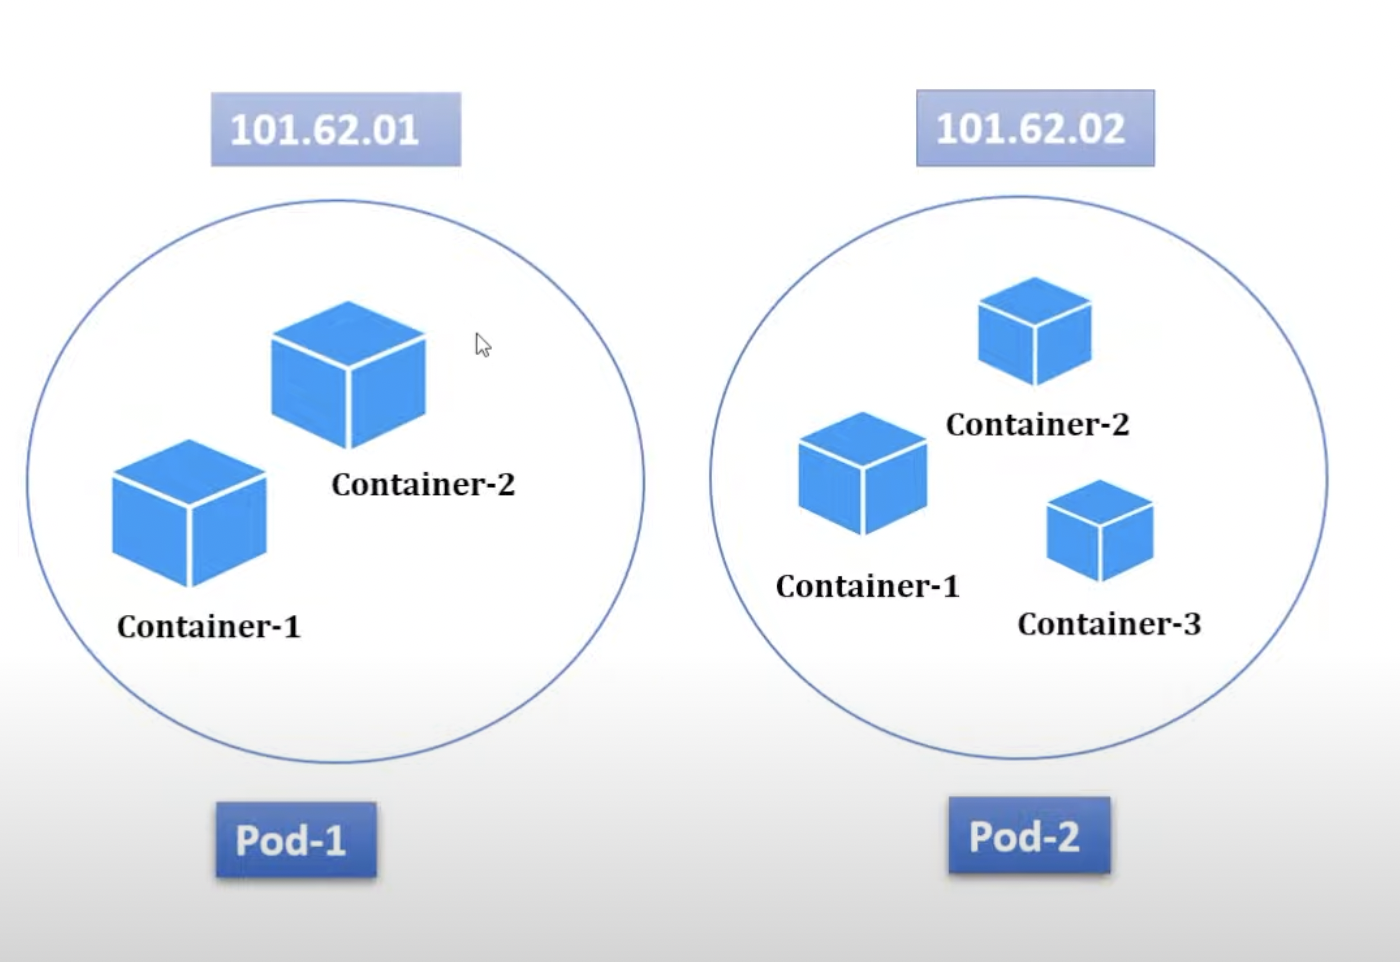 101.62.01
101.62.02
Container-2
Container-1
Container-2
Container-1
Container-3
Pod-1
Pod-2